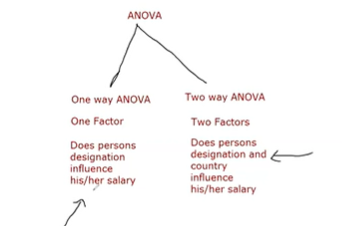 ANOVA
One way ANOVA
One Factor
Does persons
designation
influence
his/her salary
Two way ANOVA
Two Factors
Does persons
designation and
country
influence
his/her salary